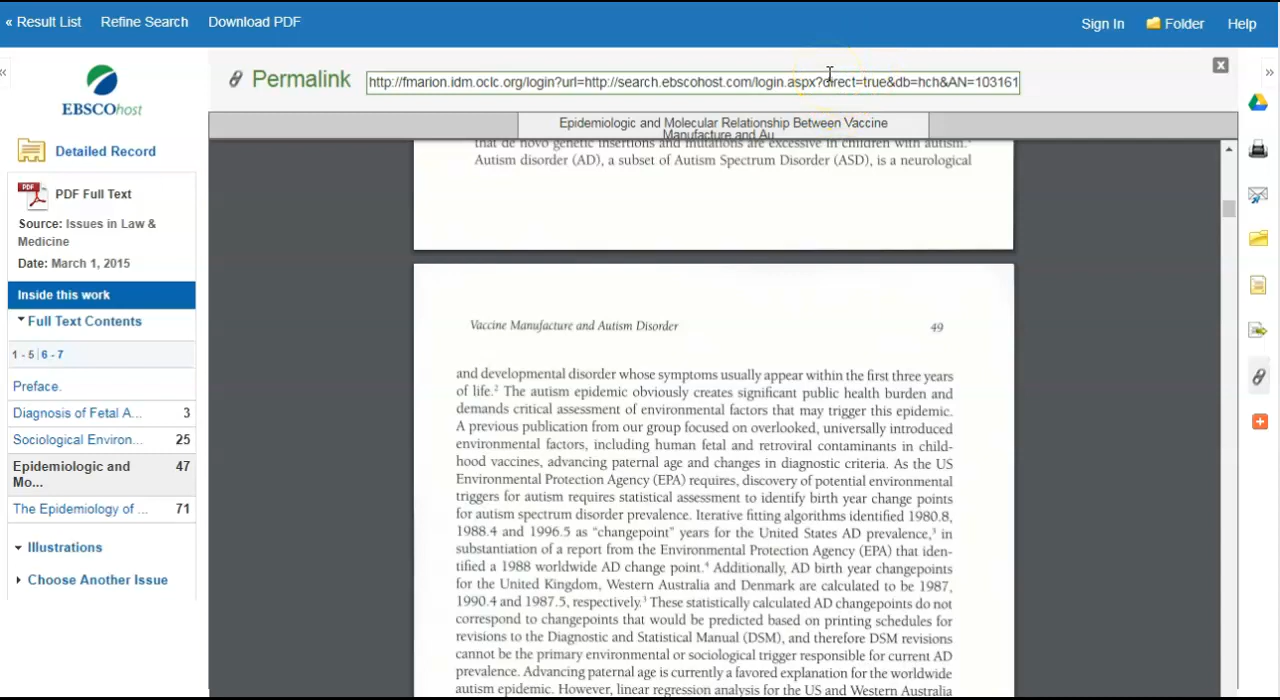 « Result List Refine Search Download PDF
Sign In Folder Help
«
»
Permalink
http://fmarion.idm.oclc.org/login?url=http://search.ebscohost.com/login.aspx?direct=true&db=hch&AN=103161
EBSCOhost
Detailed Record
PDF PDF Full Text
Source: Issues in Law &
Medicine
Date: March 1, 2015
Inside this work
Full Text Contents
1 - 5 | 6 - 7
Preface.
Diagnosis of Fetal A... 3
Sociological Environ... 25
Epidemiologic and 47
Mo...
The Epidemiology of ... 71
Illustrations
Choose Another Issue
Epidemiologic and Molecular Relationship Between Vaccine
Manufacture and Au
that de novo genetic insertions and mutations are excessive in children with autism.
Autism disorder (AD), a subset of Autism Spectrum Disorder (ASD), is a neurological
Vaccine Manufacture and Autism Disorder 49
and developmental disorder whose symptoms usually appear within the first three years
of life.² The autism epidemic obviously creates significant public health burden and
demands critical assessment of environmental factors that may trigger this epidemic.
A previous publication from our group focused on overlooked, universally introduced
environmental factors, including human fetal and retroviral contaminants in child-
hood vaccines, advancing paternal age and changes in diagnostic criteria. As the US
Environmental Protection Agency (EPA) requires, discovery of potential environmental
triggers for autism requires statistical assessment to identify birth year change points
for autism spectrum disorder prevalence. Iterative fitting algorithms identified 1980.8,
1988.4 and 1996.5 as “changepoint” years for the United States AD prevalence,³ in
substantiation of a report from the Environmental Protection Agency (EPA) that iden-
tified a 1988 worldwide AD change point.⁴ Additionally, AD birth year changepoints
for the United Kingdom, Western Australia and Denmark are calculated to be 1987,
1990.4 and 1987.5, respectively.³ These statistically calculated AD changepoints do not
correspond to changepoints that would be predicted based on printing schedules for
revisions to the Diagnostic and Statistical Manual (DSM), and therefore DSM revisions
cannot be the primary environmental or sociological trigger responsible for current AD
prevalence. Advancing paternal age is currently a favored explanation for the worldwide
autism epidemic. However, linear regression analysis for the US and Western Australia